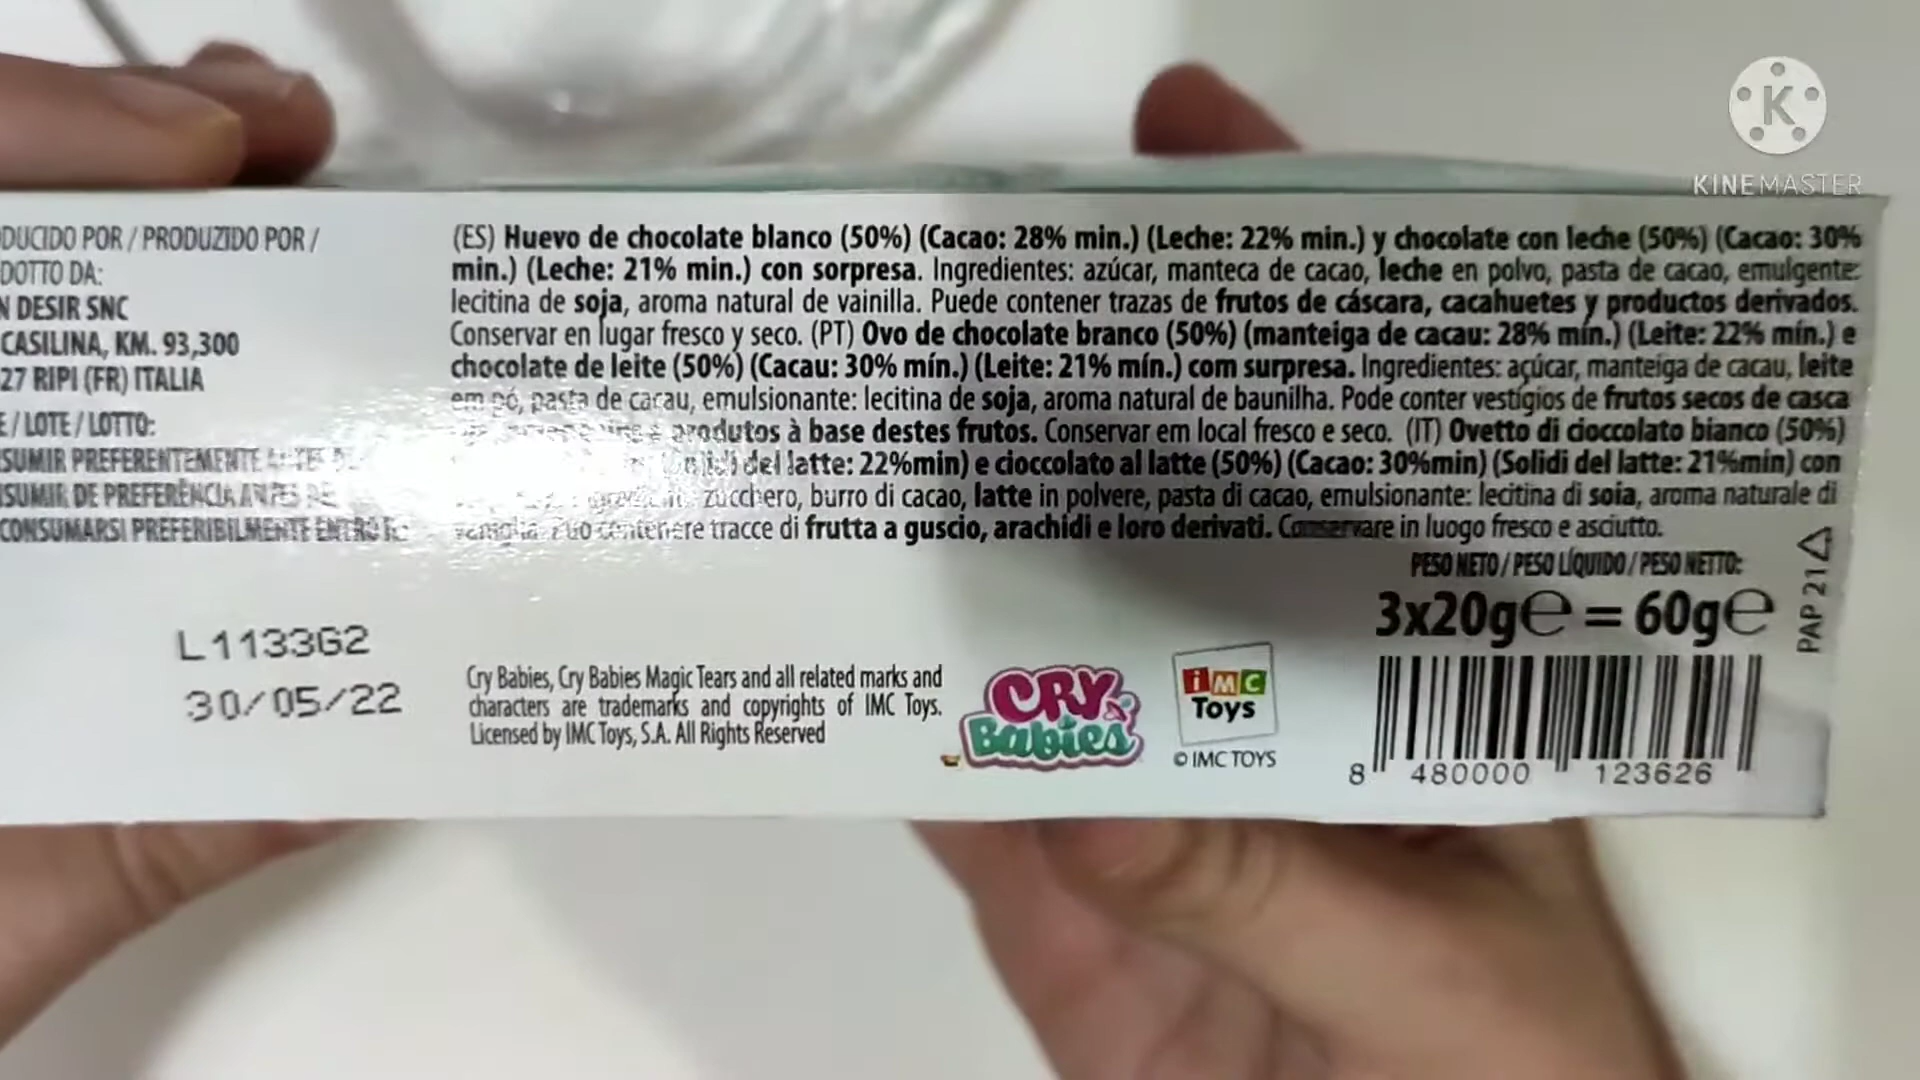 KINEMASTER
DUCIDO POR / PRODUZIDO POR /
DOTTO DA:
N DESIR SNC
CASILINA, KM. 93,300
27 RIPI (FR) ITALIA
E / LOTE / LOTTO:
SUMIR PREFERENTEMENTE
SUMIR DE PREFERÊNCIA ANTES DE
CONSUMARSI PREFERIBILMENTE ENTRO
L1133G2
30/05/22
(ES) Huevo de chocolate blanco (50%) (Cacao: 28% min.) (Leche: 22% min.) y chocolate con leche (50%) (Cacao: 30%
min.) (Leche: 21% min.) con sorpresa. Ingredientes: azúcar, manteca de cacao, leche en polvo, pasta de cacao, emulgente:
lecitina de soja, aroma natural de vainilla. Puede contener trazas de frutos de cáscara, cacahuetes y productos derivados.
Conservar en lugar fresco y seco. (PT) Ovo de chocolate branco (50%) (manteiga de cacau: 28% mín.) (Leite: 22% mín.) e
chocolate de leite (50%) (Cacau: 30% mín.) (Leite: 21% mín.) com surpresa. Ingredientes: açúcar, manteiga de cacau, leite
em pó, pasta de cacau, emulsionante: lecitina de soja, aroma natural de baunilha. Pode conter vestígios de frutos secos de casca
produtos à base destes frutos. Conservar em local fresco e seco. (IT) Ovetto di cioccolato bianco (50%)
del latte: 22%min) e cioccolato al latte (50%) (Cacao: 30%min) (Solidi del latte: 21%min) con
zucchero, burro di cacao, latte in polvere, pasta di cacao, emulsionante: lecitina di soia, aroma naturale di
vaniglia. Può contenere tracce di frutta a guscio, arachidi e loro derivati. Conservare in luogo fresco e asciutto.
PESO NETO / PESO LÍQUIDO / PESO NETTO:
3x20g℮ = 60g℮
PAP 21
Cry Babies, Cry Babies Magic Tears and all related marks and
characters are trademarks and copyrights of IMC Toys.
Licensed by IMC Toys, S.A. All Rights Reserved
CRY
Babies
iMC
Toys
© IMC TOYS
8 480000 123626